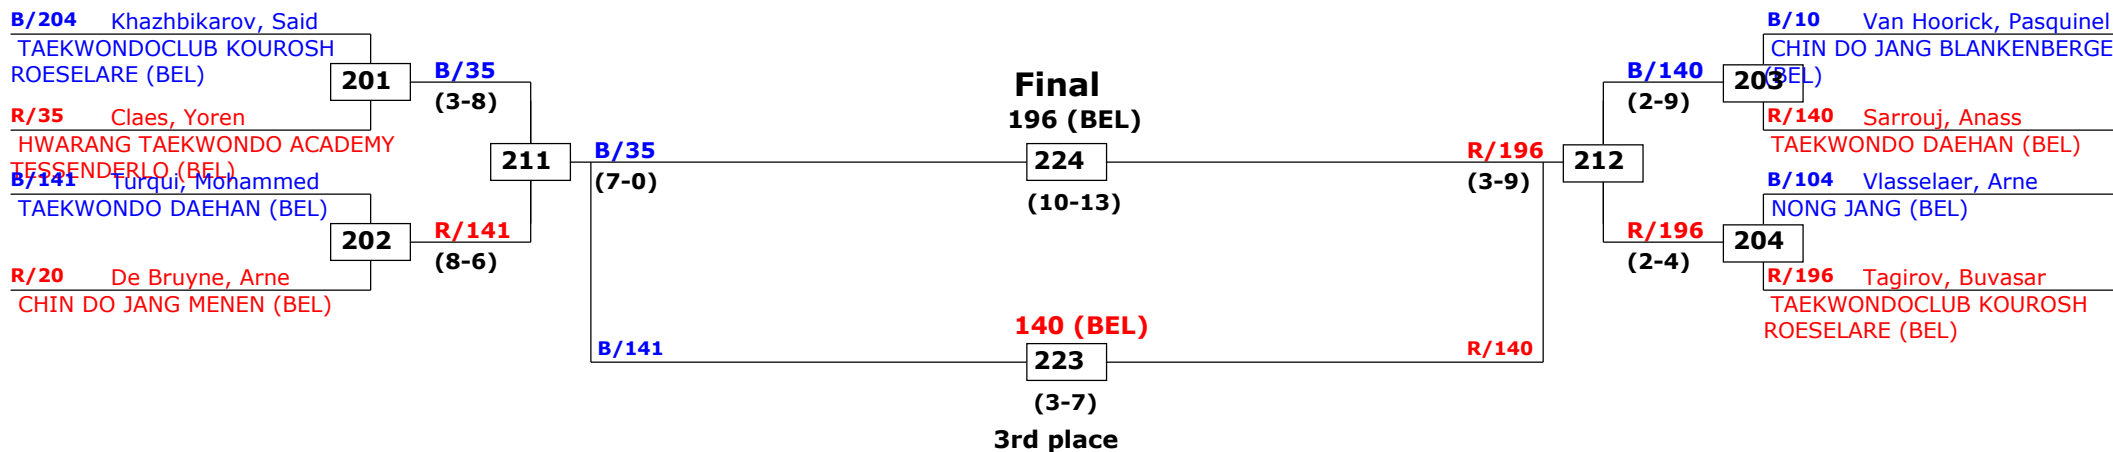 B/204 Khazhbikarov, Said
TAEKWONDOCLUB KOUROSH
ROESELARE (BEL)
201
R/35 Claes, Yoren
HWARANG TAEKWONDO ACADEMY
TESSENDERLO (BEL)
B/141 Turqui, Mohammed
TAEKWONDO DAEHAN (BEL)
202
R/20 De Bruyne, Arne
CHIN DO JANG MENEN (BEL)
B/35
(3-8)
211
R/141
(8-6)
B/35
(7-0)
B/141
Final
196 (BEL)
224
(10-13)
140 (BEL)
223
(3-7)
3rd place
R/196
(3-9)
R/140
212
B/140
(2-9)
R/196
(2-4)
B/10 Van Hoorick, Pasquinel
CHIN DO JANG BLANKENBERGE
(BEL)
203
R/140 Sarrouj, Anass
TAEKWONDO DAEHAN (BEL)
B/104 Vlasselaer, Arne
NONG JANG (BEL)
204
R/196 Tagirov, Buvasar
TAEKWONDOCLUB KOUROSH
ROESELARE (BEL)